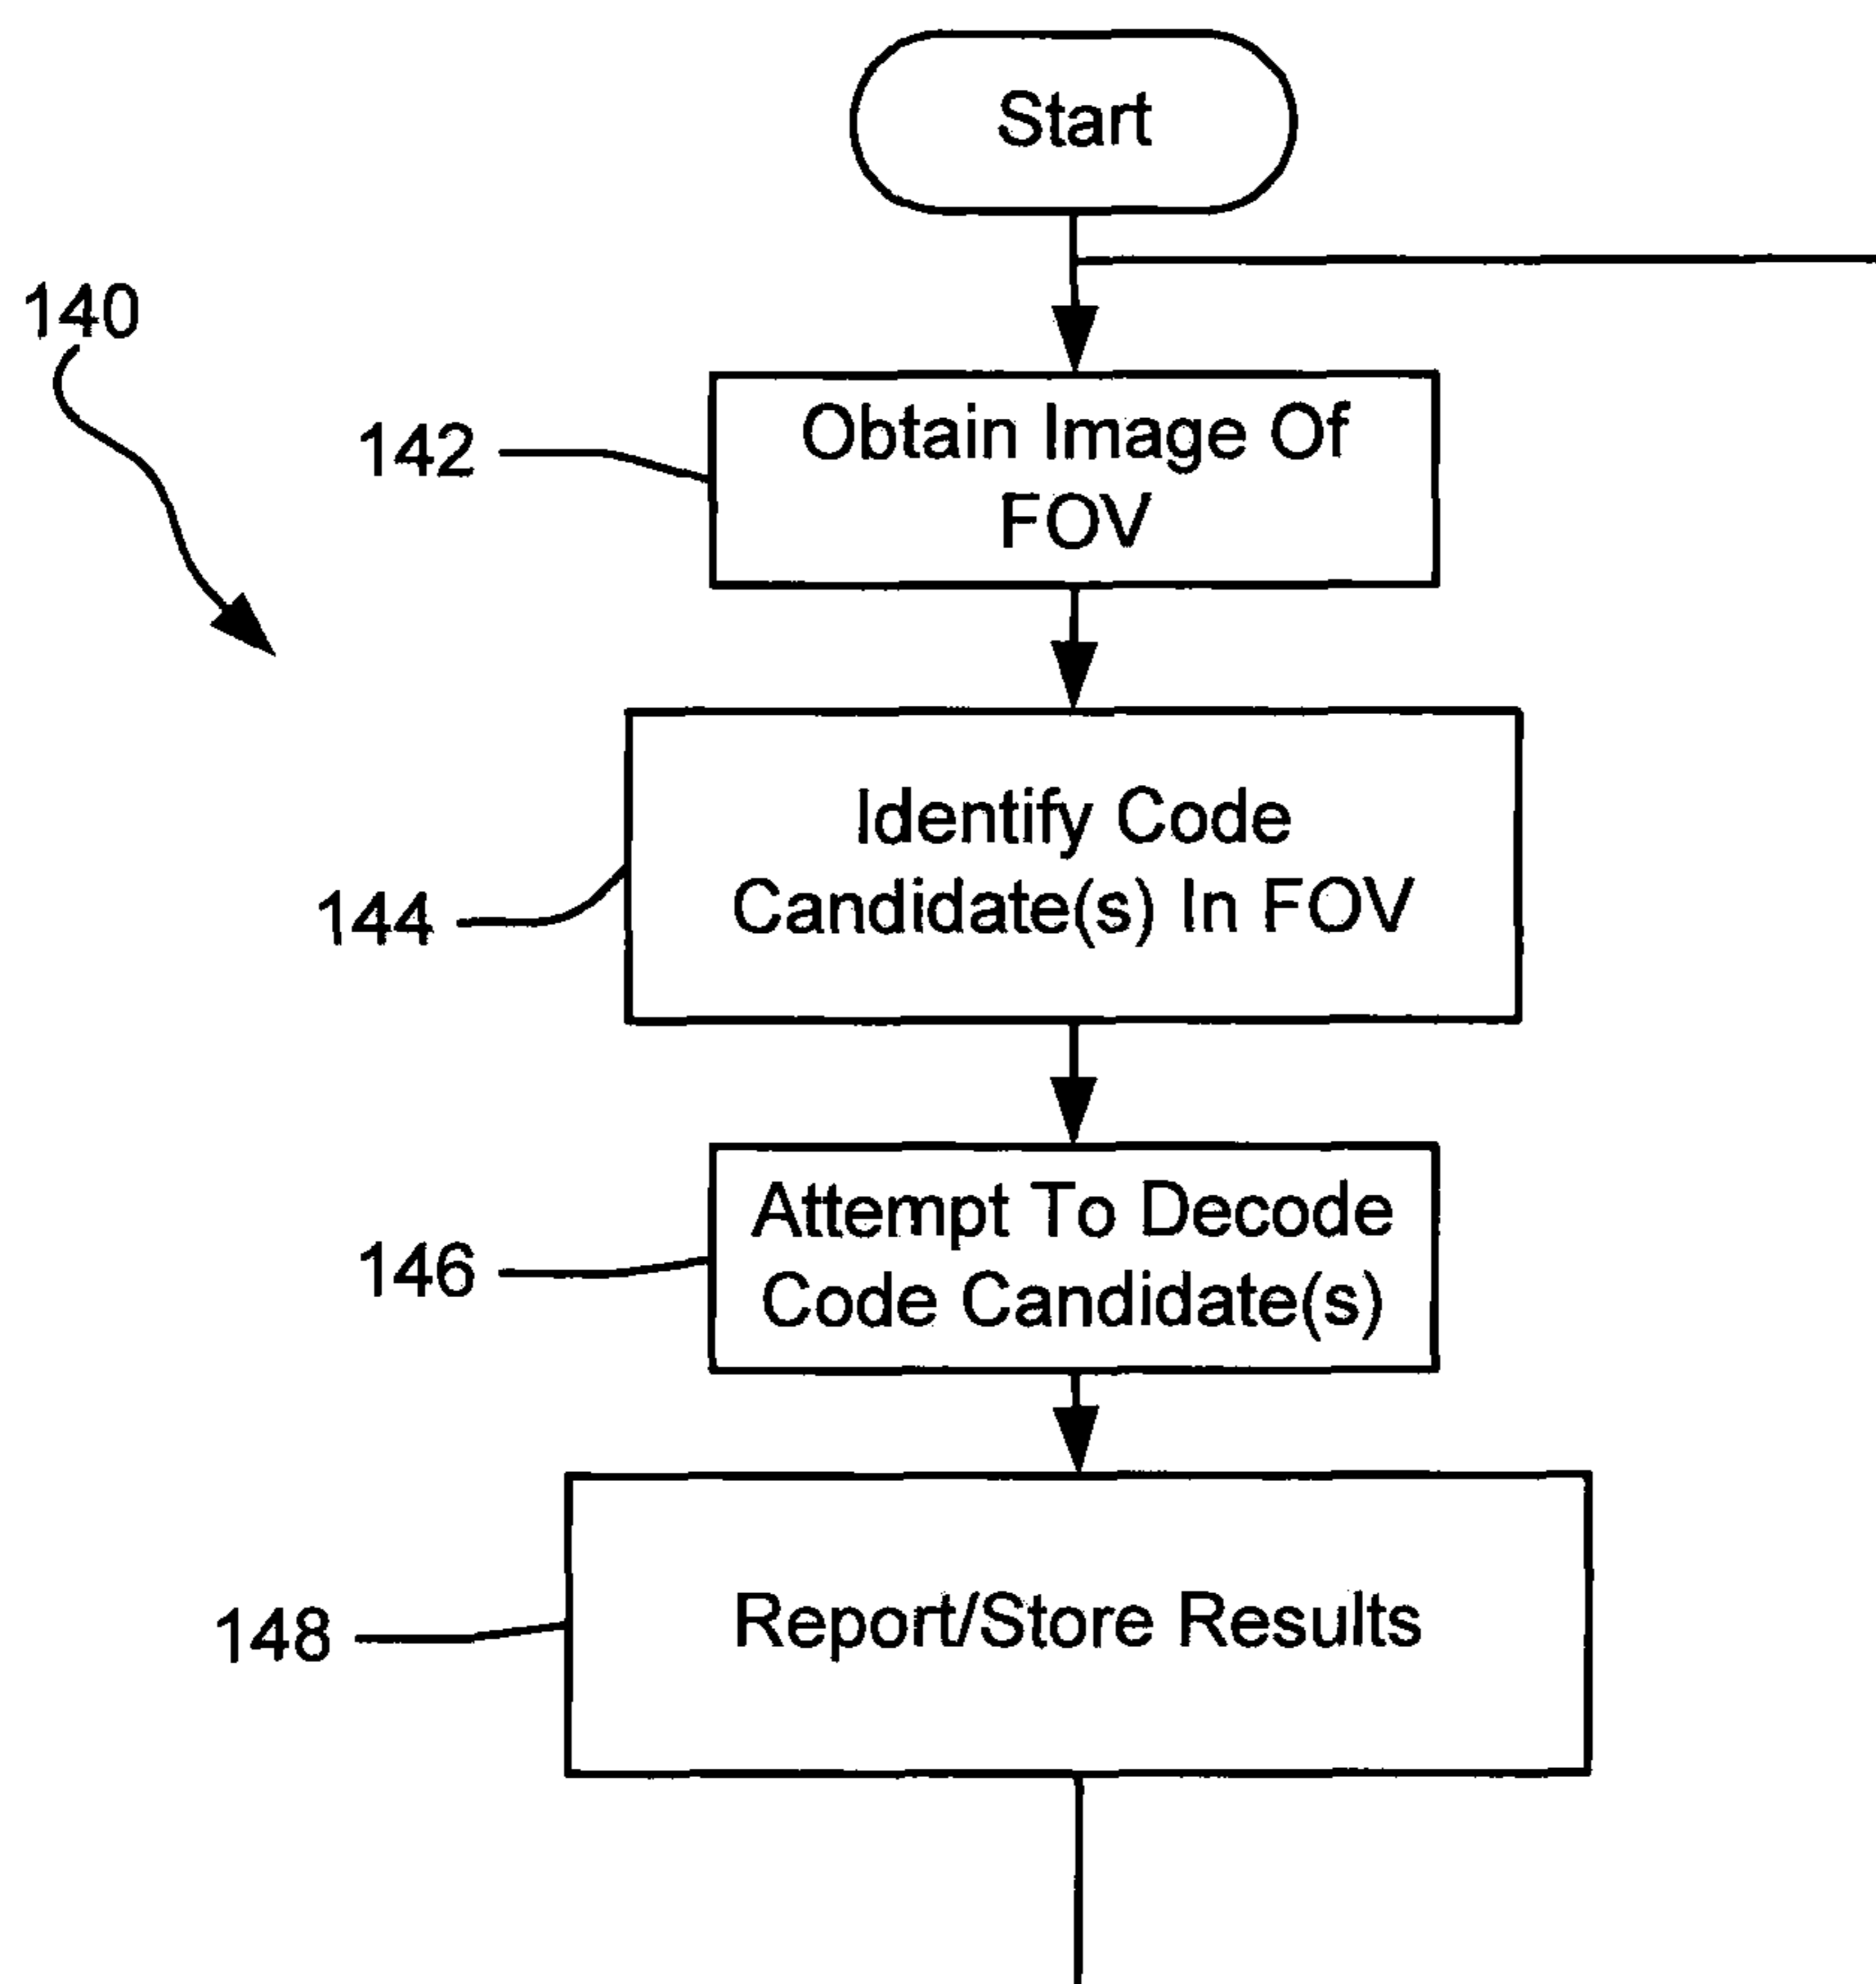 Start
140
142
Obtain Image Of
FOV
Identify Code
Candidate(s) In FOV
144
Attempt To Decode
Code Candidate(s)
146
Report/Store Results
148